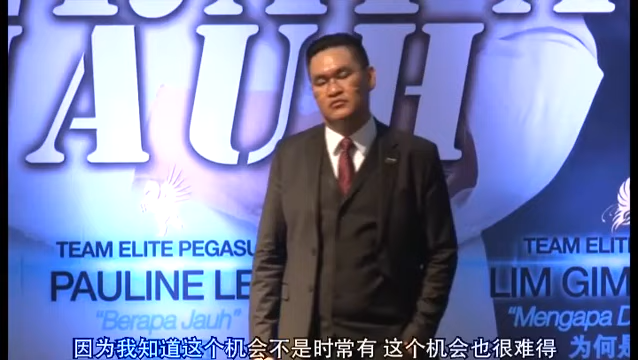 JAUH
TEAM ELITE PEGASU
PAULINE LE
"Berapa Jauh"
TEAM ELITE
LIM GIM
"Mengapa D
为何是
因为我知道这个机会不是时常有 这个机会也很难得